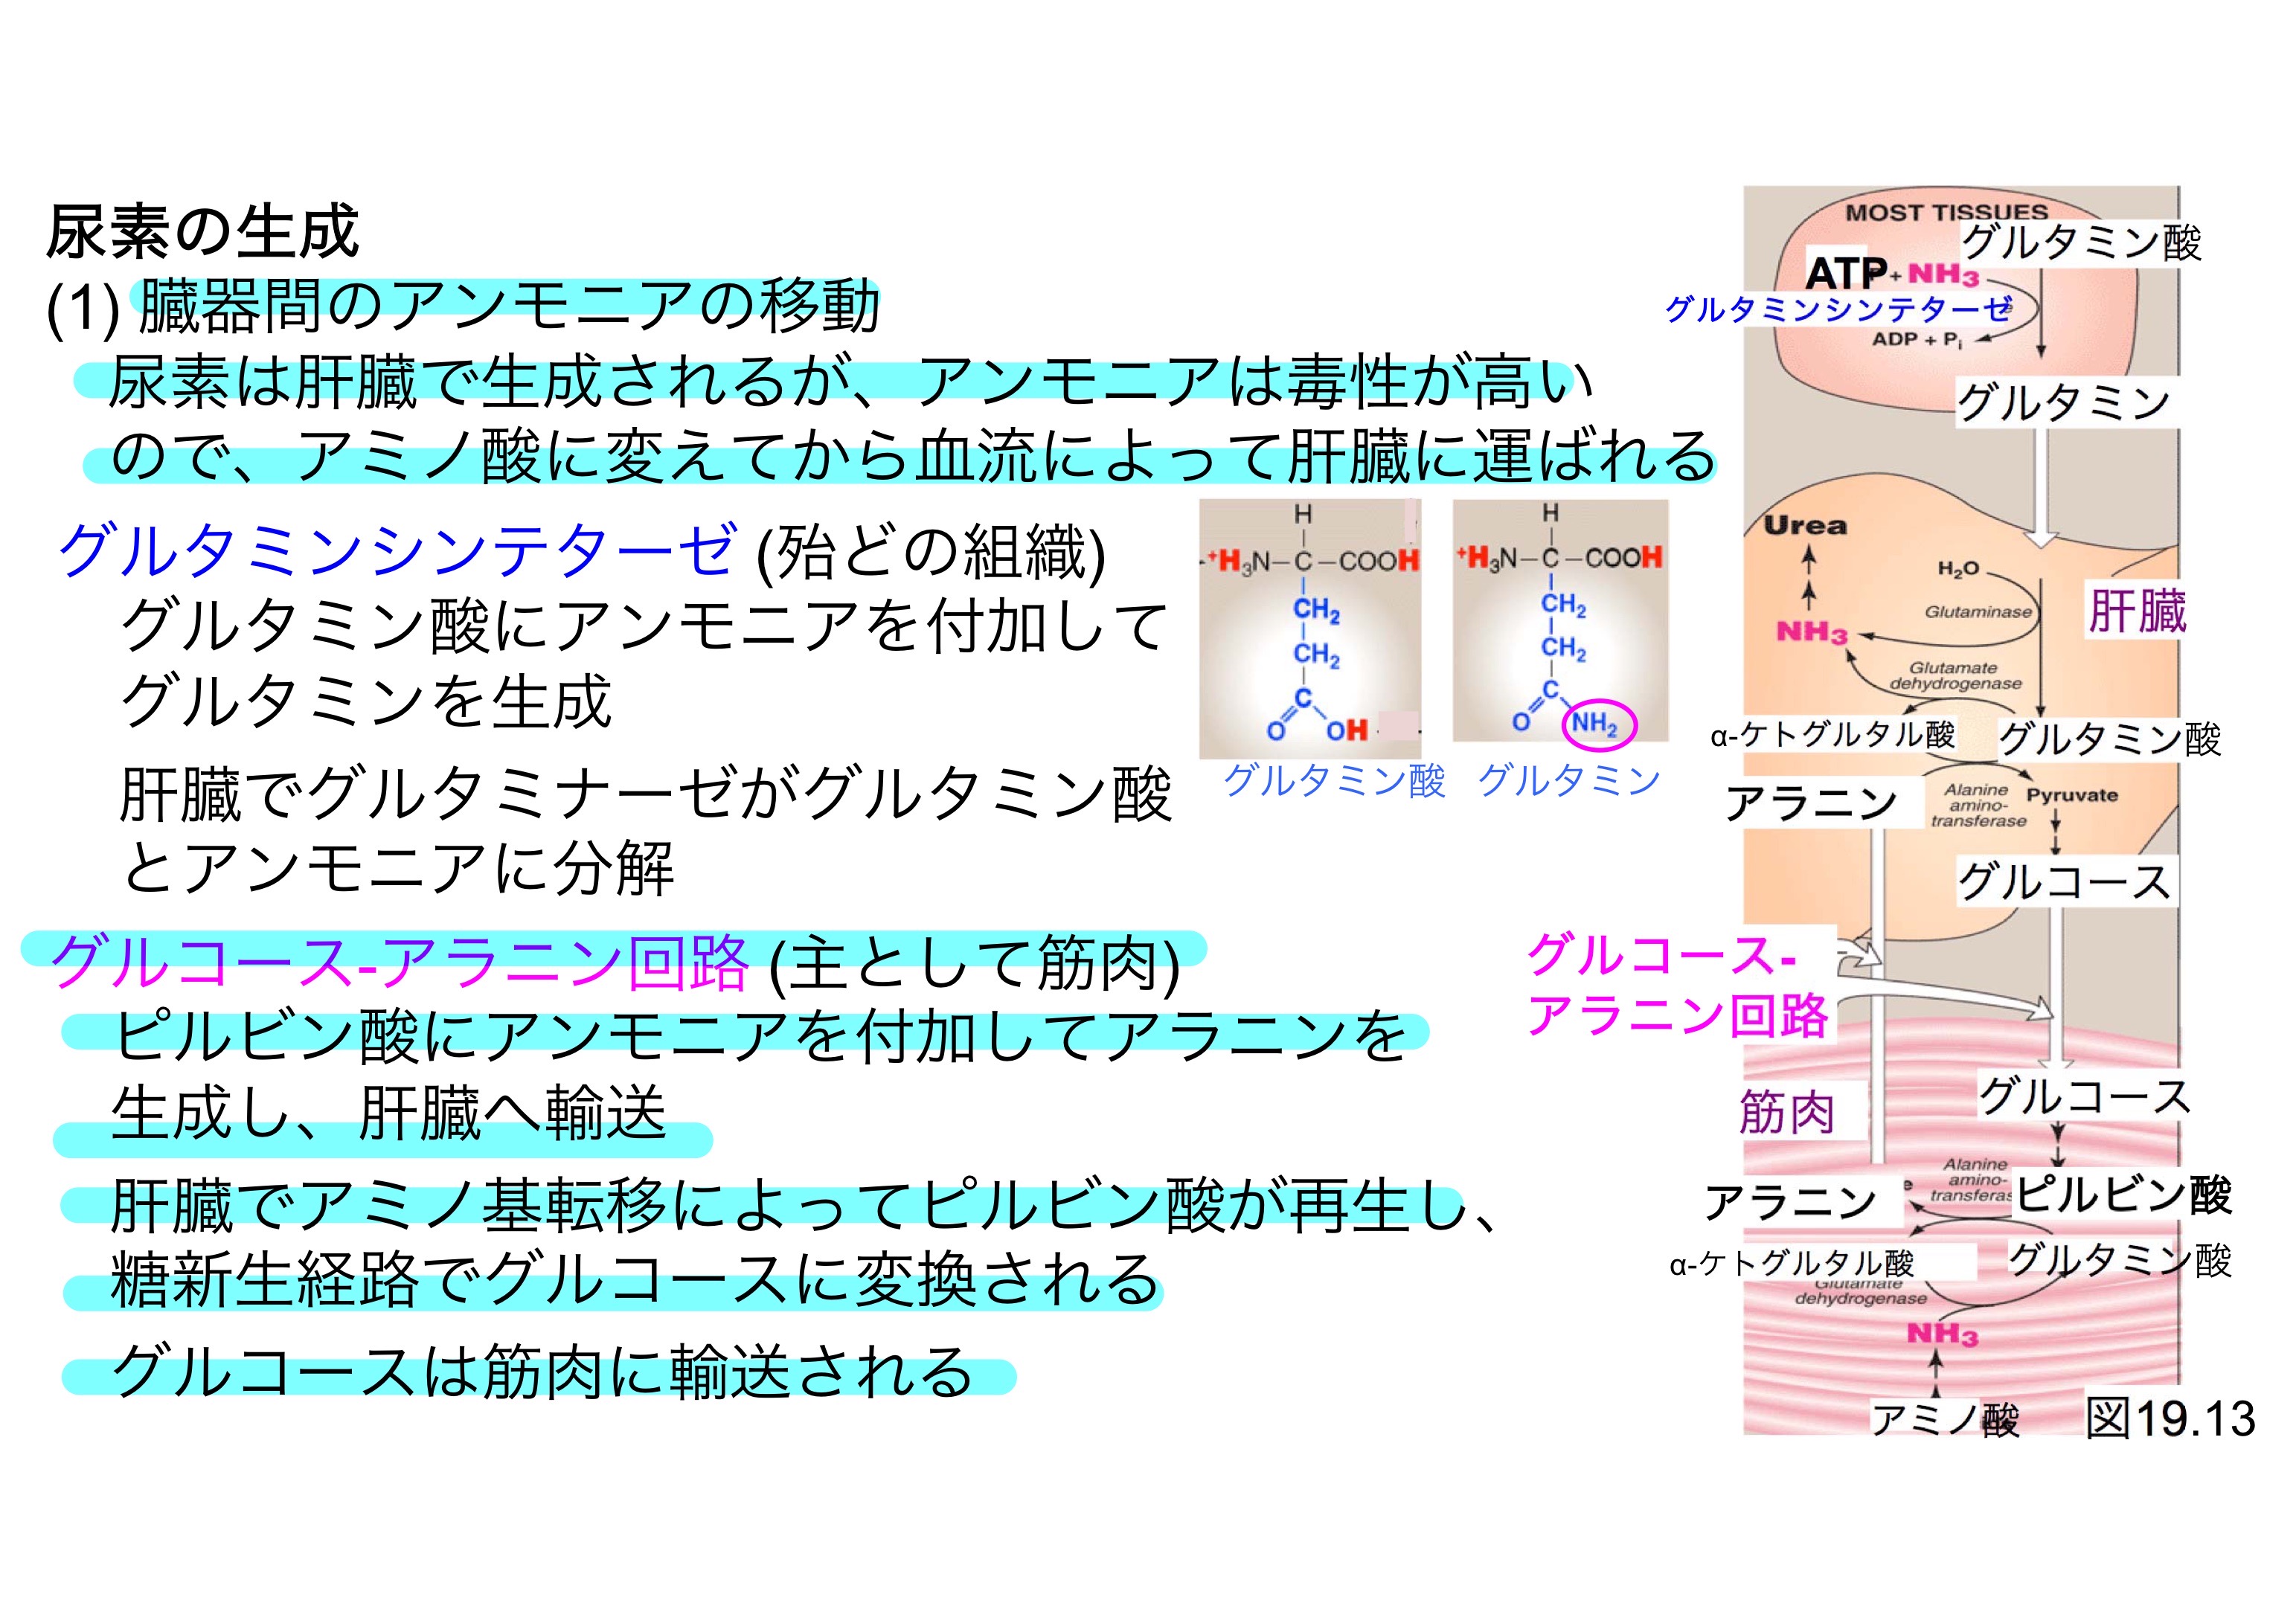 尿素の生成
(1) 臓器間のアンモニアの移動
尿素は肝臓で生成されるが、アンモニアは毒性が高い
ので、アミノ酸に変えてから血流によって肝臓に運ばれる
グルタミンシンテターゼ (殆どの組織)
グルタミン酸にアンモニアを付加して
グルタミンを生成
肝臓でグルタミナーゼがグルタミン酸
とアンモニアに分解
グルコース-アラニン回路 (主として筋肉)
ピルビン酸にアンモニアを付加してアラニンを
生成し、肝臓へ輸送
肝臓でアミノ基転移によってピルビン酸が再生し、
糖新生経路でグルコースに変換される
グルコースは筋肉に輸送される
H
+H3N–C–COOH
CH2
CH2
C
O OH
グルタミン酸
H
+H3N–C–COOH
CH2
CH2
C
O NH2
グルタミン
MOST TISSUES
グルタミン酸
ATP + NH3
グルタミンシンテターゼ
ADP + Pi
グルタミン
Urea
H2O
Glutaminase
肝臓
NH3
Glutamate
dehydrogenase
α-ケトグルタル酸
グルタミン酸
アラニン
Alanine
amino-
transferase
Pyruvate
グルコース
グルコース-
アラニン回路
グルコース
筋肉
Alanine
amino-
transferas
アラニン
ピルビン酸
α-ケトグルタル酸
グルタミン酸
Glutamate
dehydrogenase
NH3
アミノ酸
図19.13